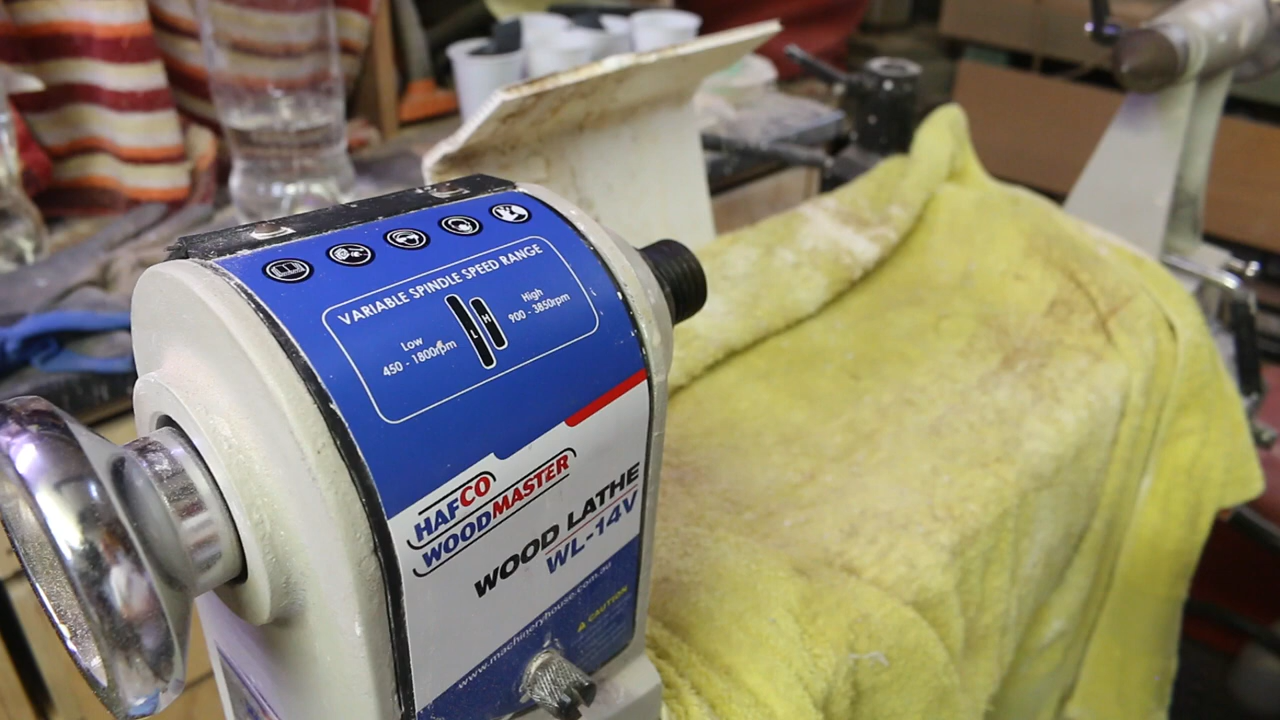 VARIABLE SPINDLE SPEED RANGE
Low
450 - 1800rpm
L H
High
900 - 3850rpm
HAFCO
WOODMASTER
WOOD LATHE
WL-14V
www.machineryhouse.com.au
CAUTION